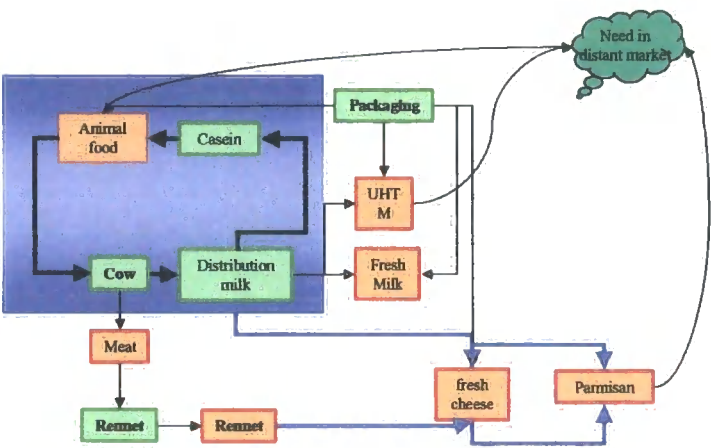 Need in
distant market
Packaging
Animal
food
Casein
UHT
M
Cow
Distribution
milk
Fresh
Milk
Meat
fresh
cheese
Parmisan
Rennet
Rennet